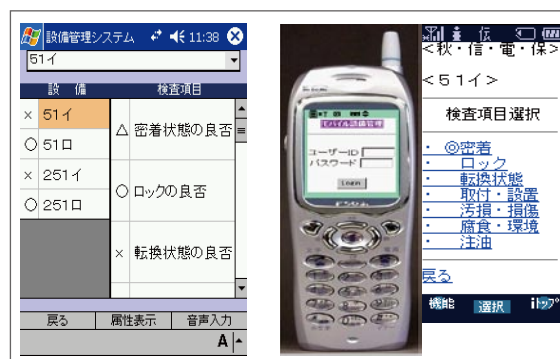 設備管理システム 11:38
51イ
設 備 検査項目
× 51イ
○ 51ロ
× 251イ
○ 251ロ
△ 密着状態の良否
○ ロックの良否
× 転換状態の良否
戻る 属性表示 音声入力
A
モバイル設備管理
ユーザーID
パスワード
Login
伝
<秋・信・電・保>
<51イ>
検査項目選択
・ ◎密着
・ ロック
・ 転換状態
・ 取付・設置
・ 汚損・損傷
・ 腐食・環境
・ 注油
戻る
機能 選択